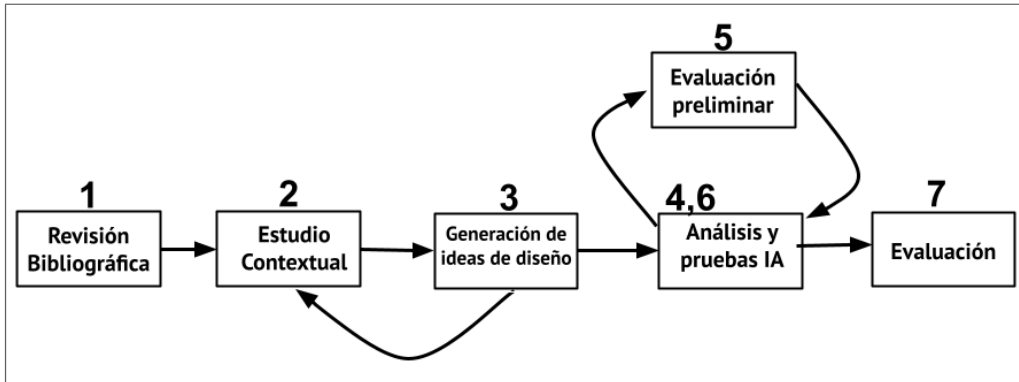 1
Revisión
Bibliográfica
2
Estudio
Contextual
3
Generación de
ideas de diseño
4,6
Análisis y
pruebas IA
5
Evaluación
preliminar
7
Evaluación